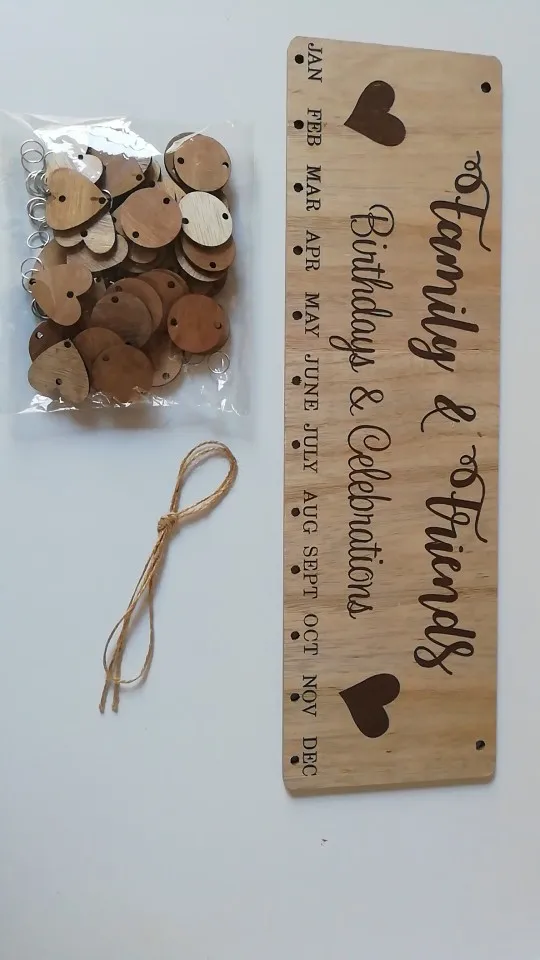 Family & Friends
Birthdays & Celebrations
JAN FEB MAR APR MAY JUNE JULY AUG SEPT OCT NOV DEC